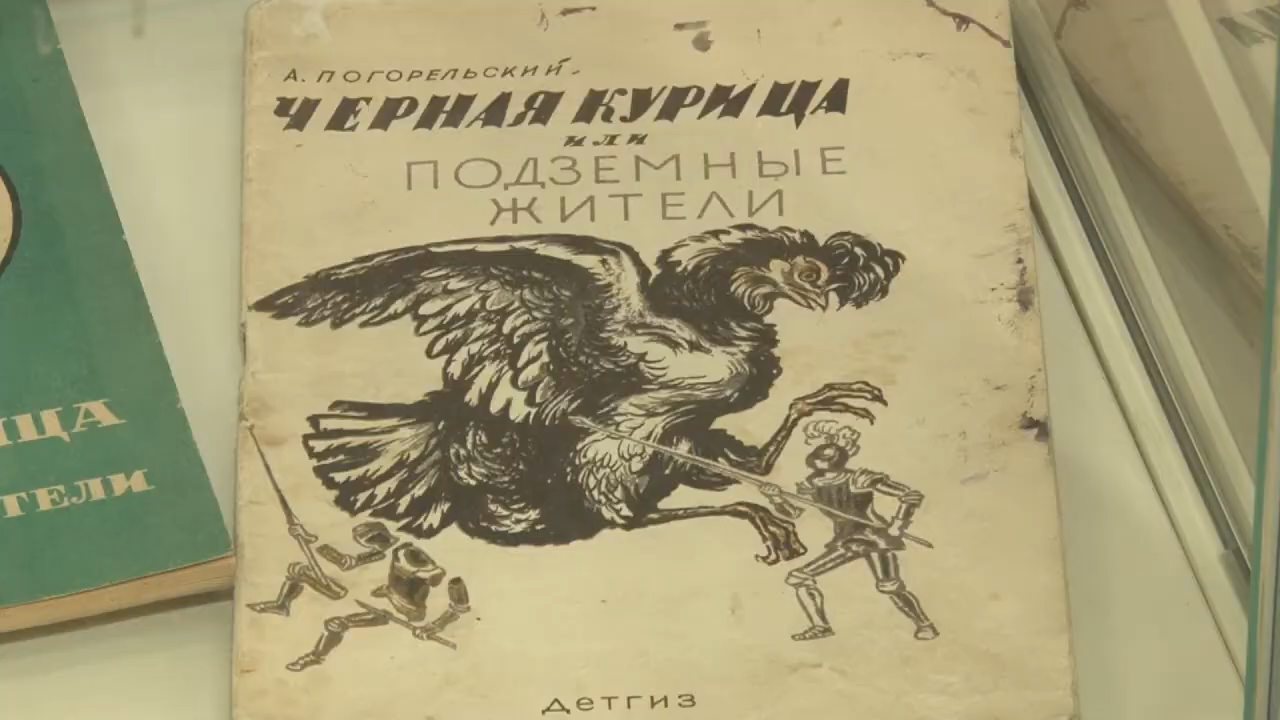 А. ПОГОРЕЛЬСКИЙ.
ЧЕРНАЯ КУРИЦА
ИЛИ
ПОДЗЕМНЫЕ
ЖИТЕЛИ
ДЕТГИЗ
ИЦА
ТЕЛИ